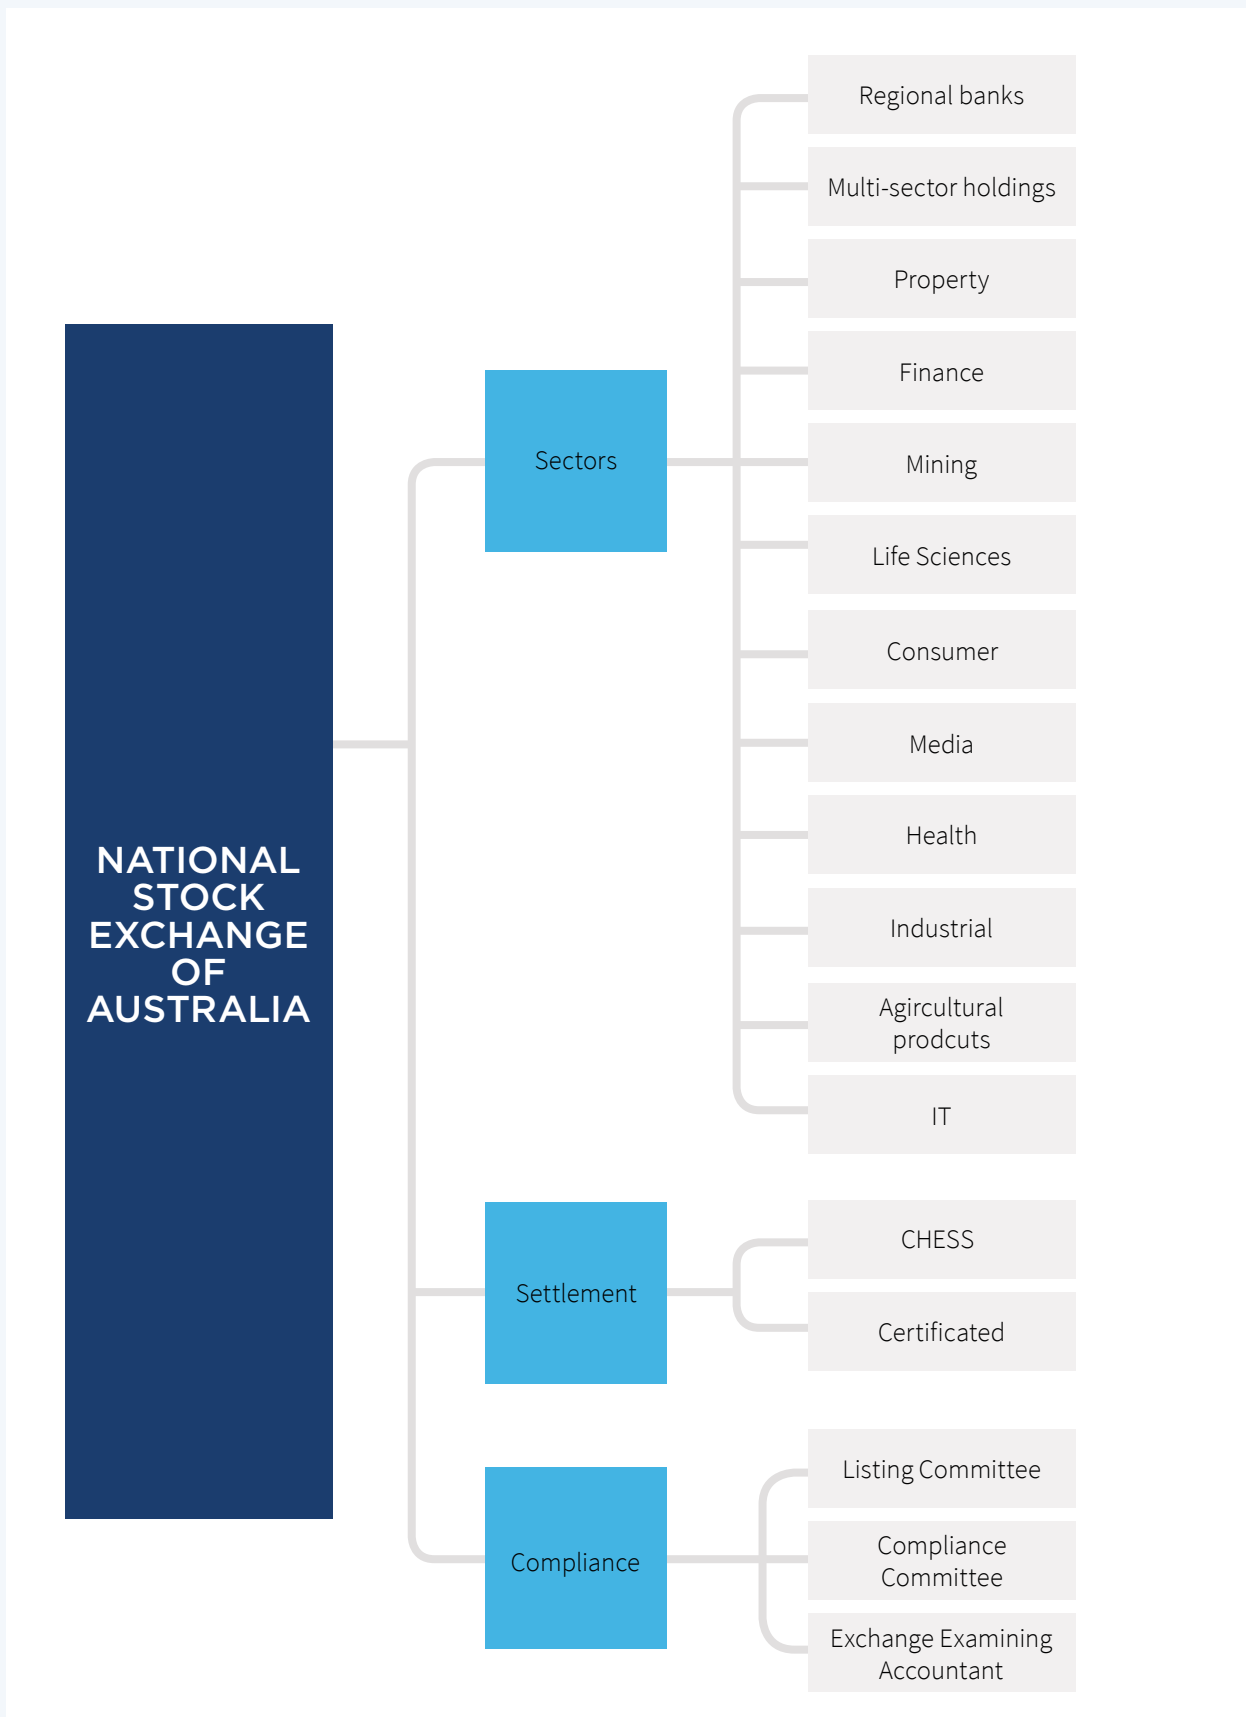 NATIONAL
STOCK
EXCHANGE
OF
AUSTRALIA
Sectors
Regional banks
Multi-sector holdings
Property
Finance
Mining
Life Sciences
Consumer
Media
Health
Industrial
Agircultural
prodcuts
IT
Settlement
CHESS
Certificated
Compliance
Listing Committee
Compliance
Committee
Exchange Examining
Accountant